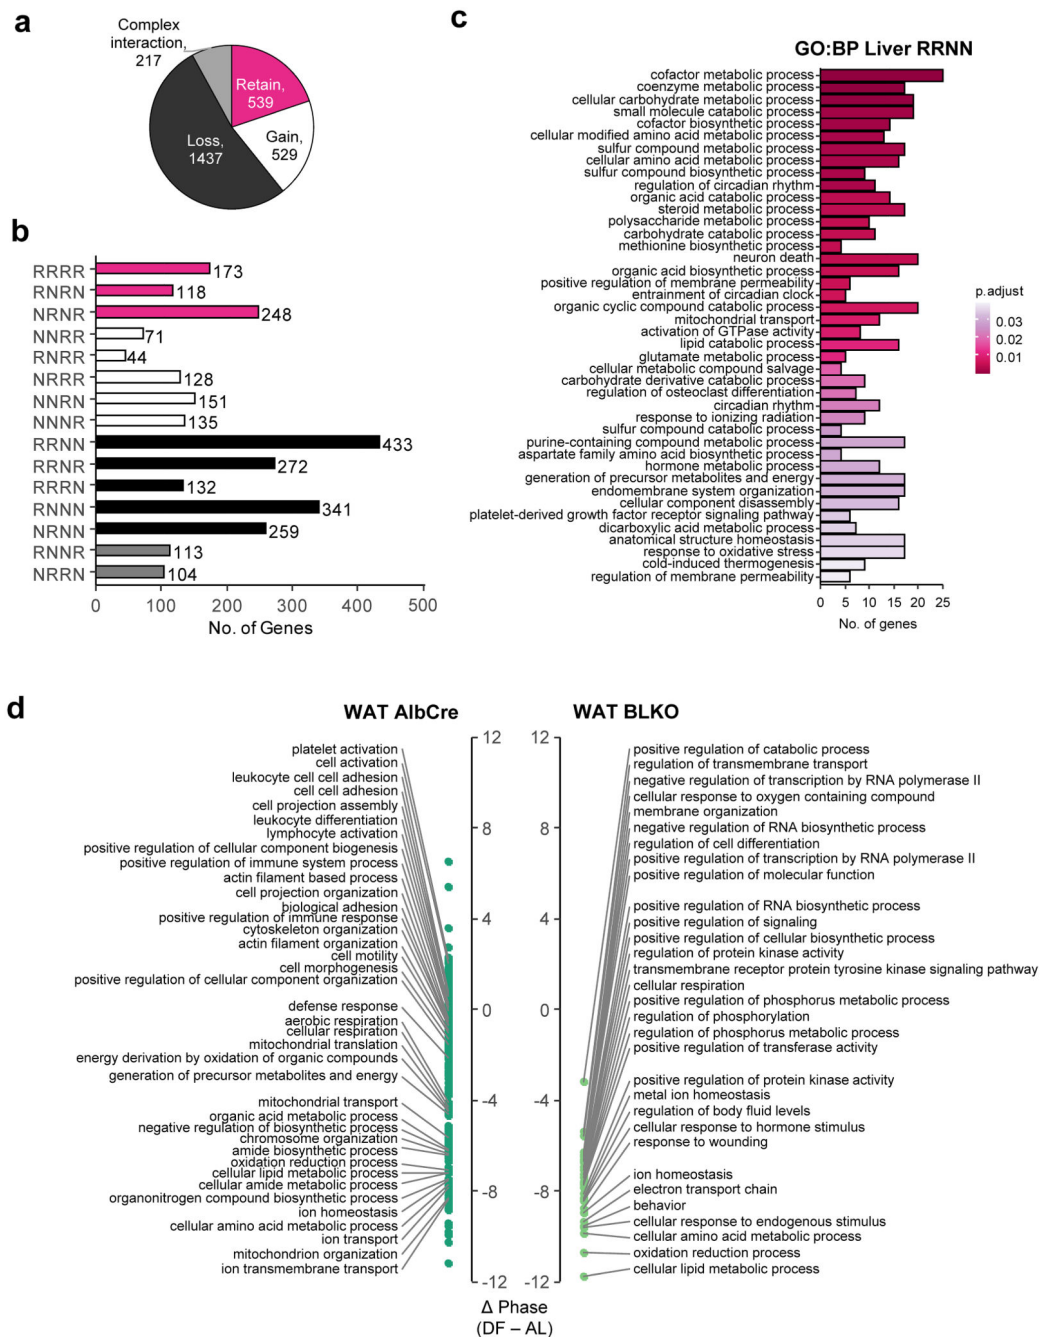 a
Complex
interaction,
217
Retain,
539
Gain,
529
Loss,
1437
b
RRRR
173
RNRN
118
NRNR
248
NNRR
71
RNRR
44
NRRR
128
NNRN
151
NNNR
135
RRNN
433
RRNR
272
RRRN
132
RNNN
341
NRNN
259
RNNR
113
NRRN
104
0 100 200 300 400 500
No. of Genes
c
GO:BP Liver RRNN
cofactor metabolic process
coenzyme metabolic process
cellular carbohydrate metabolic process
small molecule catabolic process
cofactor biosynthetic process
cellular modified amino acid metabolic process
sulfur compound metabolic process
cellular amino acid metabolic process
sulfur compound biosynthetic process
regulation of circadian rhythm
organic acid catabolic process
steroid metabolic process
polysaccharide metabolic process
carbohydrate catabolic process
methionine biosynthetic process
neuron death
organic acid biosynthetic process
positive regulation of membrane permeability
entrainment of circadian clock
organic cyclic compound catabolic process
mitochondrial transport
activation of GTPase activity
lipid catabolic process
glutamate metabolic process
cellular metabolic compound salvage
carbohydrate derivative catabolic process
regulation of osteoclast differentiation
circadian rhythm
response to ionizing radiation
sulfur compound catabolic process
purine-containing compound metabolic process
aspartate family amino acid biosynthetic process
hormone metabolic process
generation of precursor metabolites and energy
endomembrane system organization
cellular component disassembly
platelet-derived growth factor receptor signaling pathway
dicarboxylic acid metabolic process
anatomical structure homeostasis
response to oxidative stress
cold-induced thermogenesis
regulation of membrane permeability
0 5 10 15 20 25
No. of genes
p.adjust
0.03
0.02
0.01
d
WAT AlbCre
platelet activation
cell activation
leukocyte cell cell adhesion
cell cell adhesion
cell projection assembly
leukocyte differentiation
lymphocyte activation
positive regulation of cellular component biogenesis
positive regulation of immune system process
actin filament based process
cell projection organization
biological adhesion
positive regulation of immune response
cytoskeleton organization
actin filament organization
cell motility
cell morphogenesis
positive regulation of cellular component organization
defense response
aerobic respiration
cellular respiration
mitochondrial translation
energy derivation by oxidation of organic compounds
generation of precursor metabolites and energy
mitochondrial transport
organic acid metabolic process
negative regulation of biosynthetic process
chromosome organization
amide biosynthetic process
oxidation reduction process
cellular lipid metabolic process
cellular amide metabolic process
organonitrogen compound biosynthetic process
ion homeostasis
cellular amino acid metabolic process
ion transport
mitochondrion organization
ion transmembrane transport
12
8
4
0
-4
-8
-12
Δ Phase
(DF – AL)
WAT BLKO
12
8
4
0
-4
-8
-12
positive regulation of catabolic process
regulation of transmembrane transport
negative regulation of transcription by RNA polymerase II
cellular response to oxygen containing compound
membrane organization
negative regulation of RNA biosynthetic process
regulation of cell differentiation
positive regulation of transcription by RNA polymerase II
positive regulation of molecular function
positive regulation of RNA biosynthetic process
positive regulation of signaling
positive regulation of cellular biosynthetic process
regulation of protein kinase activity
transmembrane receptor protein tyrosine kinase signaling pathway
cellular respiration
positive regulation of phosphorus metabolic process
regulation of phosphorylation
regulation of phosphorus metabolic process
positive regulation of transferase activity
positive regulation of protein kinase activity
metal ion homeostasis
regulation of body fluid levels
cellular response to hormone stimulus
response to wounding
ion homeostasis
electron transport chain
behavior
cellular response to endogenous stimulus
cellular amino acid metabolic process
oxidation reduction process
cellular lipid metabolic process